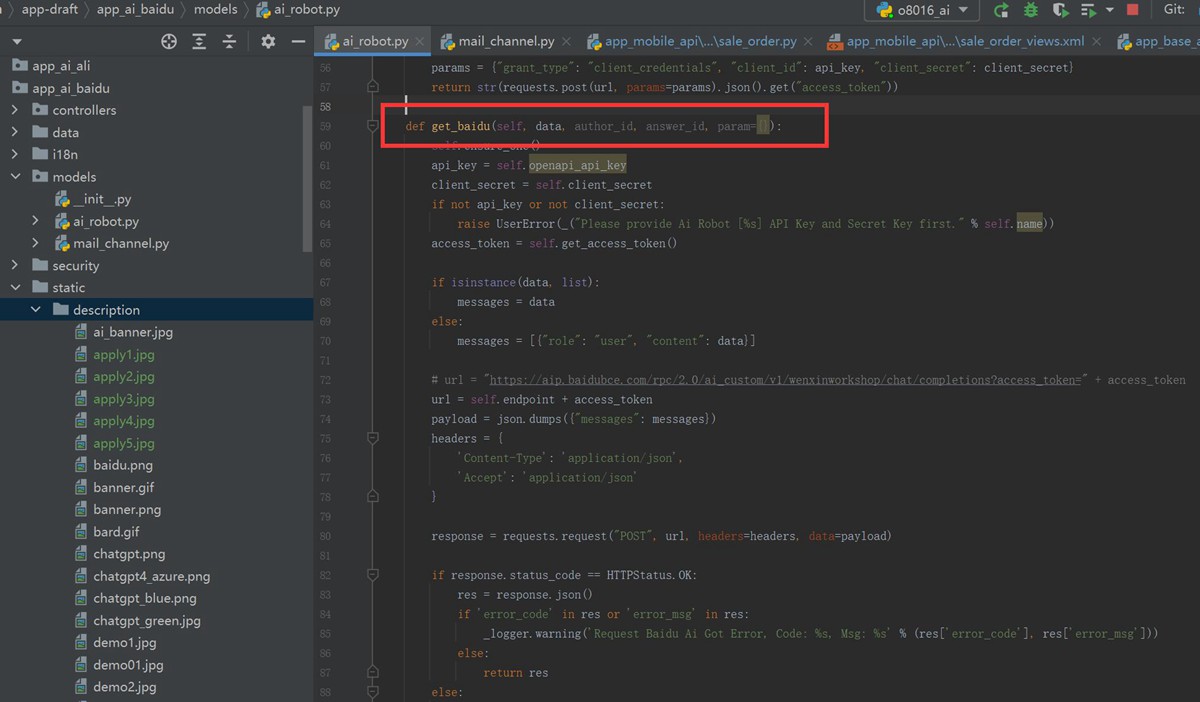 app-draft
app_ai_baidu
models
ai_robot.py
o8016_ai
Git:
ai_robot.py
mail_channel.py
app_mobile_api\...\sale_order.py
app_mobile_api\...\sale_order_views.xml
app_base_
app_ai_ali
app_ai_baidu
controllers
data
i18n
models
__init__.py
ai_robot.py
mail_channel.py
security
static
description
ai_banner.jpg
apply1.jpg
apply2.jpg
apply3.jpg
apply4.jpg
apply5.jpg
baidu.png
banner.gif
banner.png
bard.gif
chatgpt.png
chatgpt4_azure.png
chatgpt_blue.png
chatgpt_green.jpg
demo1.jpg
demo01.jpg
demo2.jpg
56 params = {"grant_type": "client_credentials", "client_id": api_key, "client_secret": client_secret}
57 return str(requests.post(url, params=params).json().get("access_token"))
58
59 def get_baidu(self, data, author_id, answer_id, param={}):
60 self.ensure_one()
61 api_key = self.openapi_api_key
62 client_secret = self.client_secret
63 if not api_key or not client_secret:
64 raise UserError(_("Please provide Ai Robot [%s] API Key and Secret Key first." % self.name))
65 access_token = self.get_access_token()
66
67 if isinstance(data, list):
68 messages = data
69 else:
70 messages = [{"role": "user", "content": data}]
71
72 # url = "https://aip.baidubce.com/rpc/2.0/ai_custom/v1/wenxinworkshop/chat/completions?access_token=" + access_token
73 url = self.endpoint + access_token
74 payload = json.dumps({"messages": messages})
75 headers = {
76 'Content-Type': 'application/json',
77 'Accept': 'application/json'
78 }
79
80 response = requests.request("POST", url, headers=headers, data=payload)
81
82 if response.status_code == HTTPStatus.OK:
83 res = response.json()
84 if 'error_code' in res or 'error_msg' in res:
85 _logger.warning('Request Baidu Ai Got Error, Code: %s, Msg: %s' % (res['error_code'], res['error_msg']))
86 else:
87 return res
88 else: